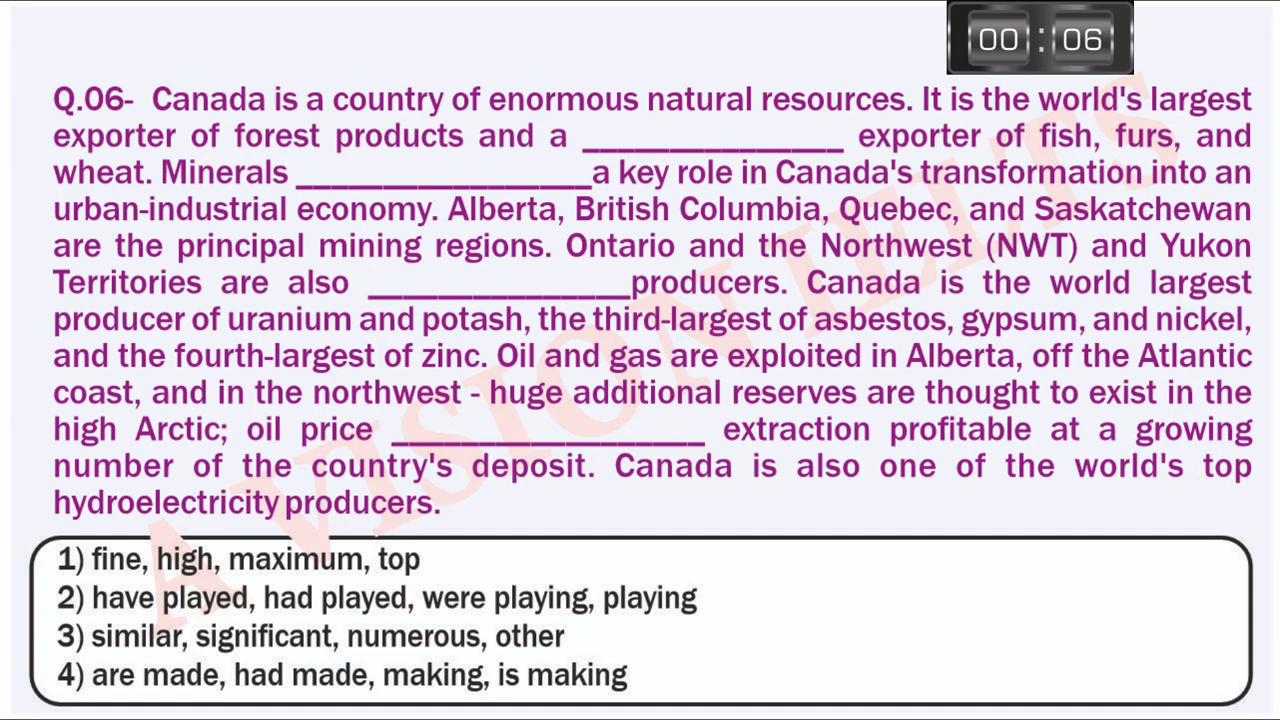 00 : 06
Q.06- Canada is a country of enormous natural resources. It is the world's largest
exporter of forest products and a _______________ exporter of fish, furs, and
wheat. Minerals _________________a key role in Canada's transformation into an
urban-industrial economy. Alberta, British Columbia, Quebec, and Saskatchewan
are the principal mining regions. Ontario and the Northwest (NWT) and Yukon
Territories are also _______________producers. Canada is the world largest
producer of uranium and potash, the third-largest of asbestos, gypsum, and nickel,
and the fourth-largest of zinc. Oil and gas are exploited in Alberta, off the Atlantic
coast, and in the northwest - huge additional reserves are thought to exist in the
high Arctic; oil price __________________ extraction profitable at a growing
number of the country's deposit. Canada is also one of the world's top
hydroelectricity producers.
A VISION IELTS
1) fine, high, maximum, top
2) have played, had played, were playing, playing
3) similar, significant, numerous, other
4) are made, had made, making, is making